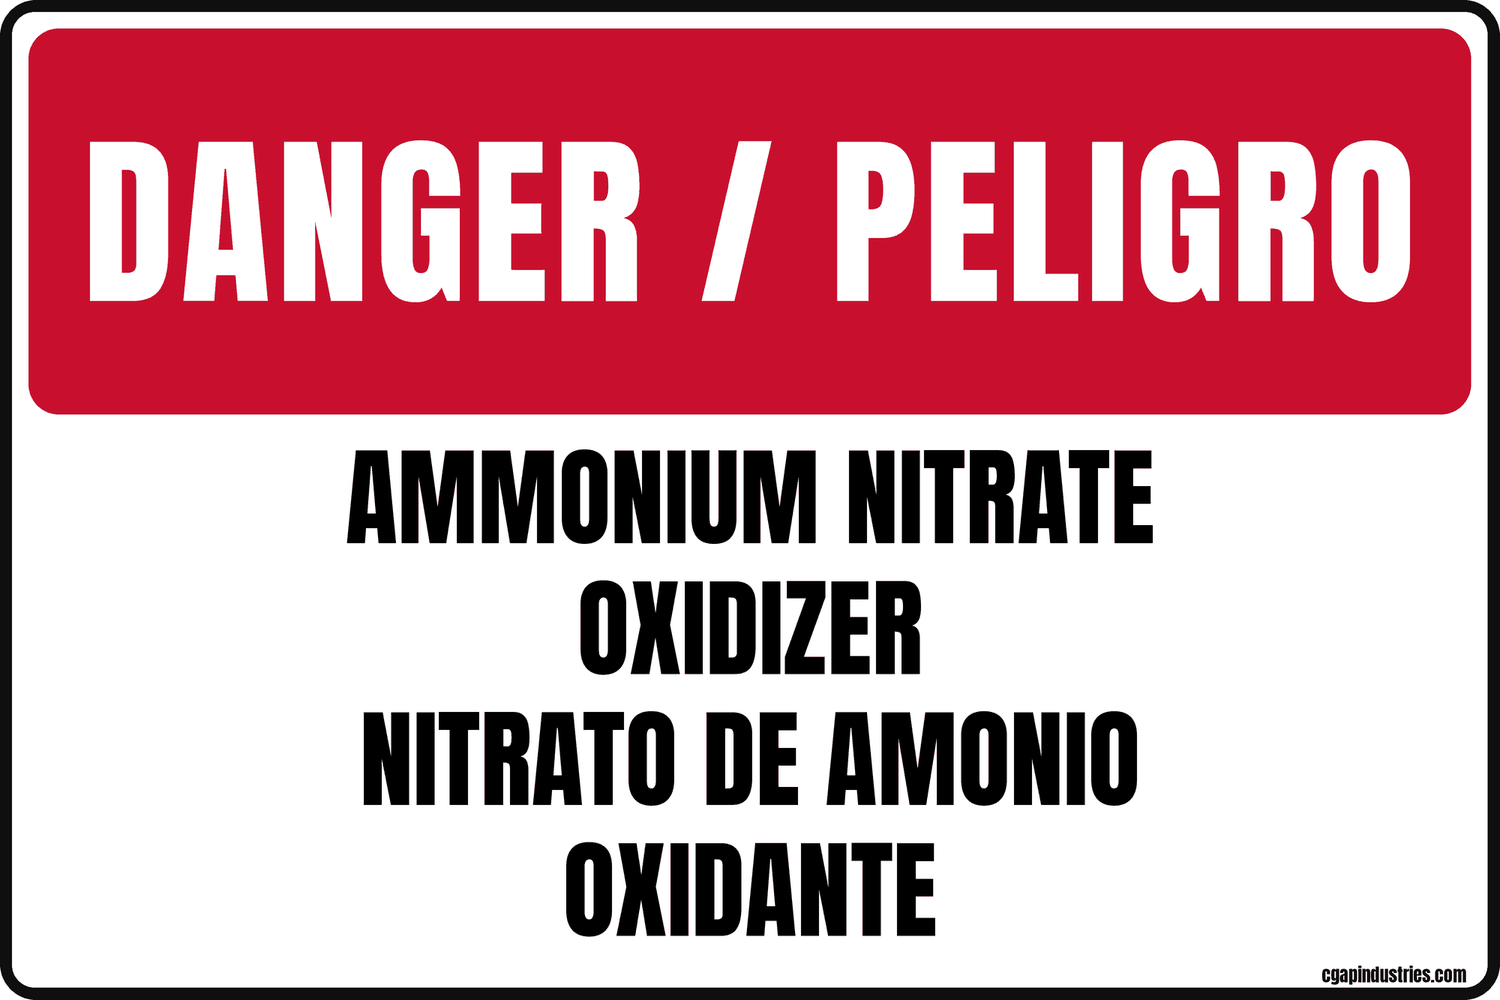 DANGER / PELIGRO
AMMONIUM NITRATE
OXIDIZER
NITRATO DE AMONIO
OXIDANTE
cgapindustries.com